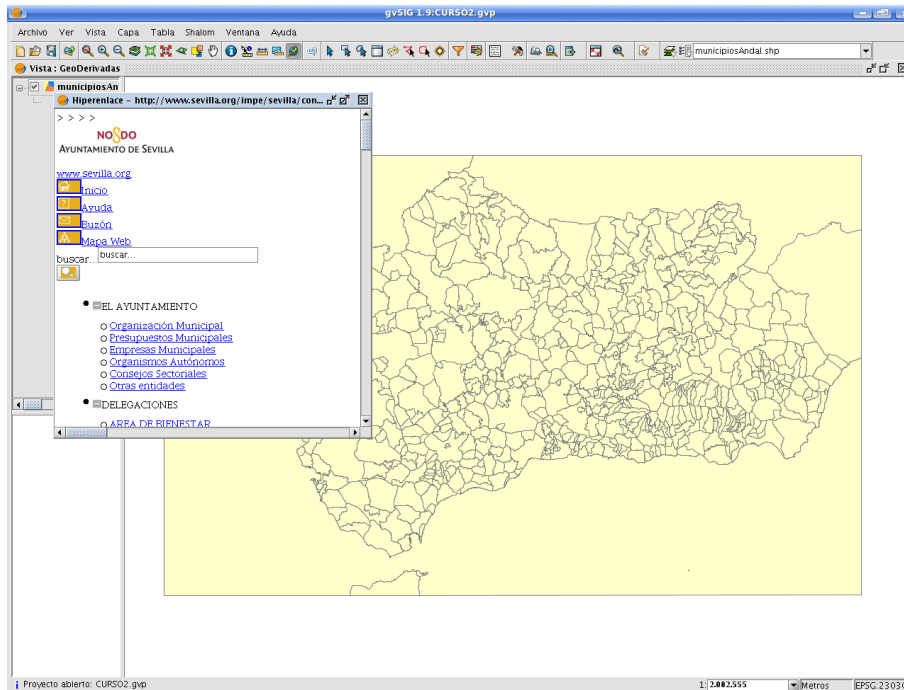 gvSIG 1.9:CURSO2.gvp
Archivo Ver Vista Capa Tabla Shalom Ventana Ayuda
municipiosAndal.shp
Vista : GeoDerivadas
municipiosAn
Hiperenlace - http://www.sevilla.org/impe/sevilla/con...
> > > >
NO8DO
AYUNTAMIENTO DE SEVILLA
www.sevilla.org
Inicio
Ayuda
Buzón
Mapa Web
buscar... buscar...
EL AYUNTAMIENTO
Organización Municipal
Presupuestos Municipales
Empresas Municipales
Organismos Autónomos
Consejos Sectoriales
Otras entidades
DELEGACIONES
AREA DE BIENESTAR
Proyecto abierto: CURSO2.gvp
1: 2.082.555
Metros
EPSG:23030